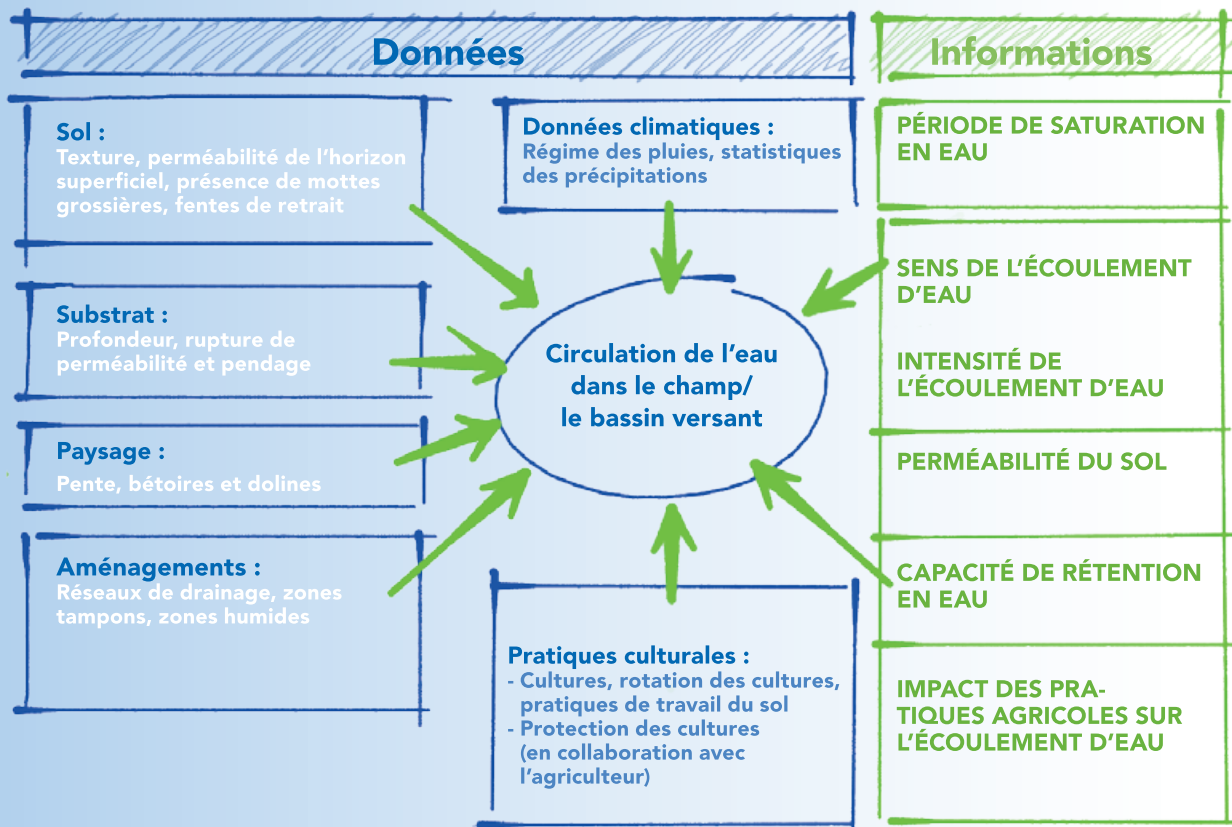 Données
Sol :
Texture, perméabilité de l'horizon
superficiel, présence de mottes
grossières, fentes de retrait
Substrat :
Profondeur, rupture de
perméabilité et pendage
Paysage :
Pente, bétoires et dolines
Aménagements :
Réseaux de drainage, zones
tampons, zones humides
Données climatiques :
Régime des pluies, statistiques
des précipitations
Circulation de l'eau
dans le champ/
le bassin versant
Pratiques culturales :
- Cultures, rotation des cultures,
pratiques de travail du sol
- Protection des cultures
(en collaboration avec
l'agriculteur)
Informations
PÉRIODE DE SATURATION
EN EAU
SENS DE L'ÉCOULEMENT
D'EAU
INTENSITÉ DE
L'ÉCOULEMENT D'EAU
PERMÉABILITÉ DU SOL
CAPACITÉ DE RÉTENTION
EN EAU
IMPACT DES PRA-
TIQUES AGRICOLES SUR
L'ÉCOULEMENT D'EAU